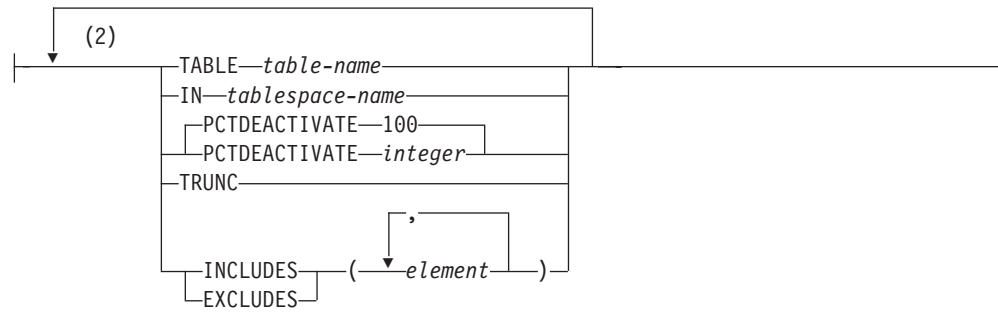 (2)
TABLE table-name
IN tablespace-name
PCTDEACTIVATE 100
PCTDEACTIVATE integer
TRUNC
,
INCLUDES ( element )
EXCLUDES